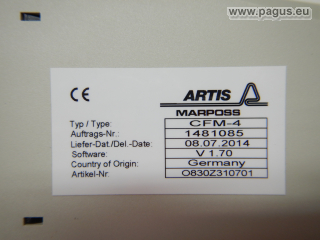 www.pagus.eu
CE ARTIS
MARPOSS
Typ / Type: CFM-4
Auftrags-Nr.: 1481085
Liefer-Dat./Del.-Date: 08.07.2014
Software: V 1.70
Country of Origin: Germany
Artikel-Nr: O830Z310701